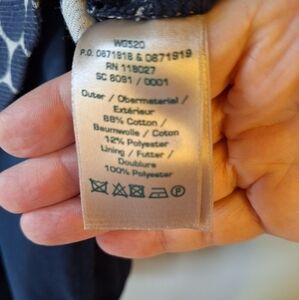 WG520
P.O. 0871918 & 0871919
RN 118027
SC 8091 / 0001
Outer / Obermaterial /
Extérieur
88% Cotton /
Baumwolle / Coton
12% Polyester
Lining / Futter /
Doublure
100% Polyester
P